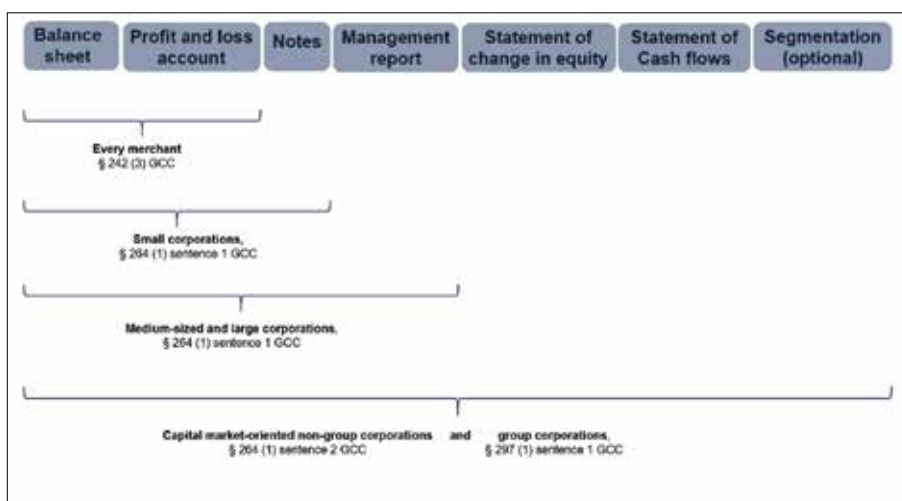 Balance sheet
Profit and loss account
Notes
Management report
Statement of change in equity
Statement of Cash flows
Segmentation (optional)
Every merchant
§ 242 (3) GCC
Small corporations,
§ 264 (1) sentence 1 GCC
Medium-sized and large corporations,
§ 264 (1) sentence 1 GCC
Capital market-oriented non-group corporations and group corporations,
§ 264 (1) sentence 2 GCC § 297 (1) sentence 1 GCC